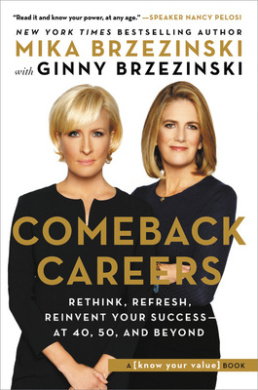 "Read it and know your power, at any age." —SPEAKER NANCY PELOSI
NEW YORK TIMES BESTSELLING AUTHOR
MIKA BRZEZINSKI
with GINNY BRZEZINSKI
COMEBACK
CAREERS
RETHINK, REFRESH,
REINVENT YOUR SUCCESS—
AT 40, 50, AND BEYOND
A [know your value] BOOK